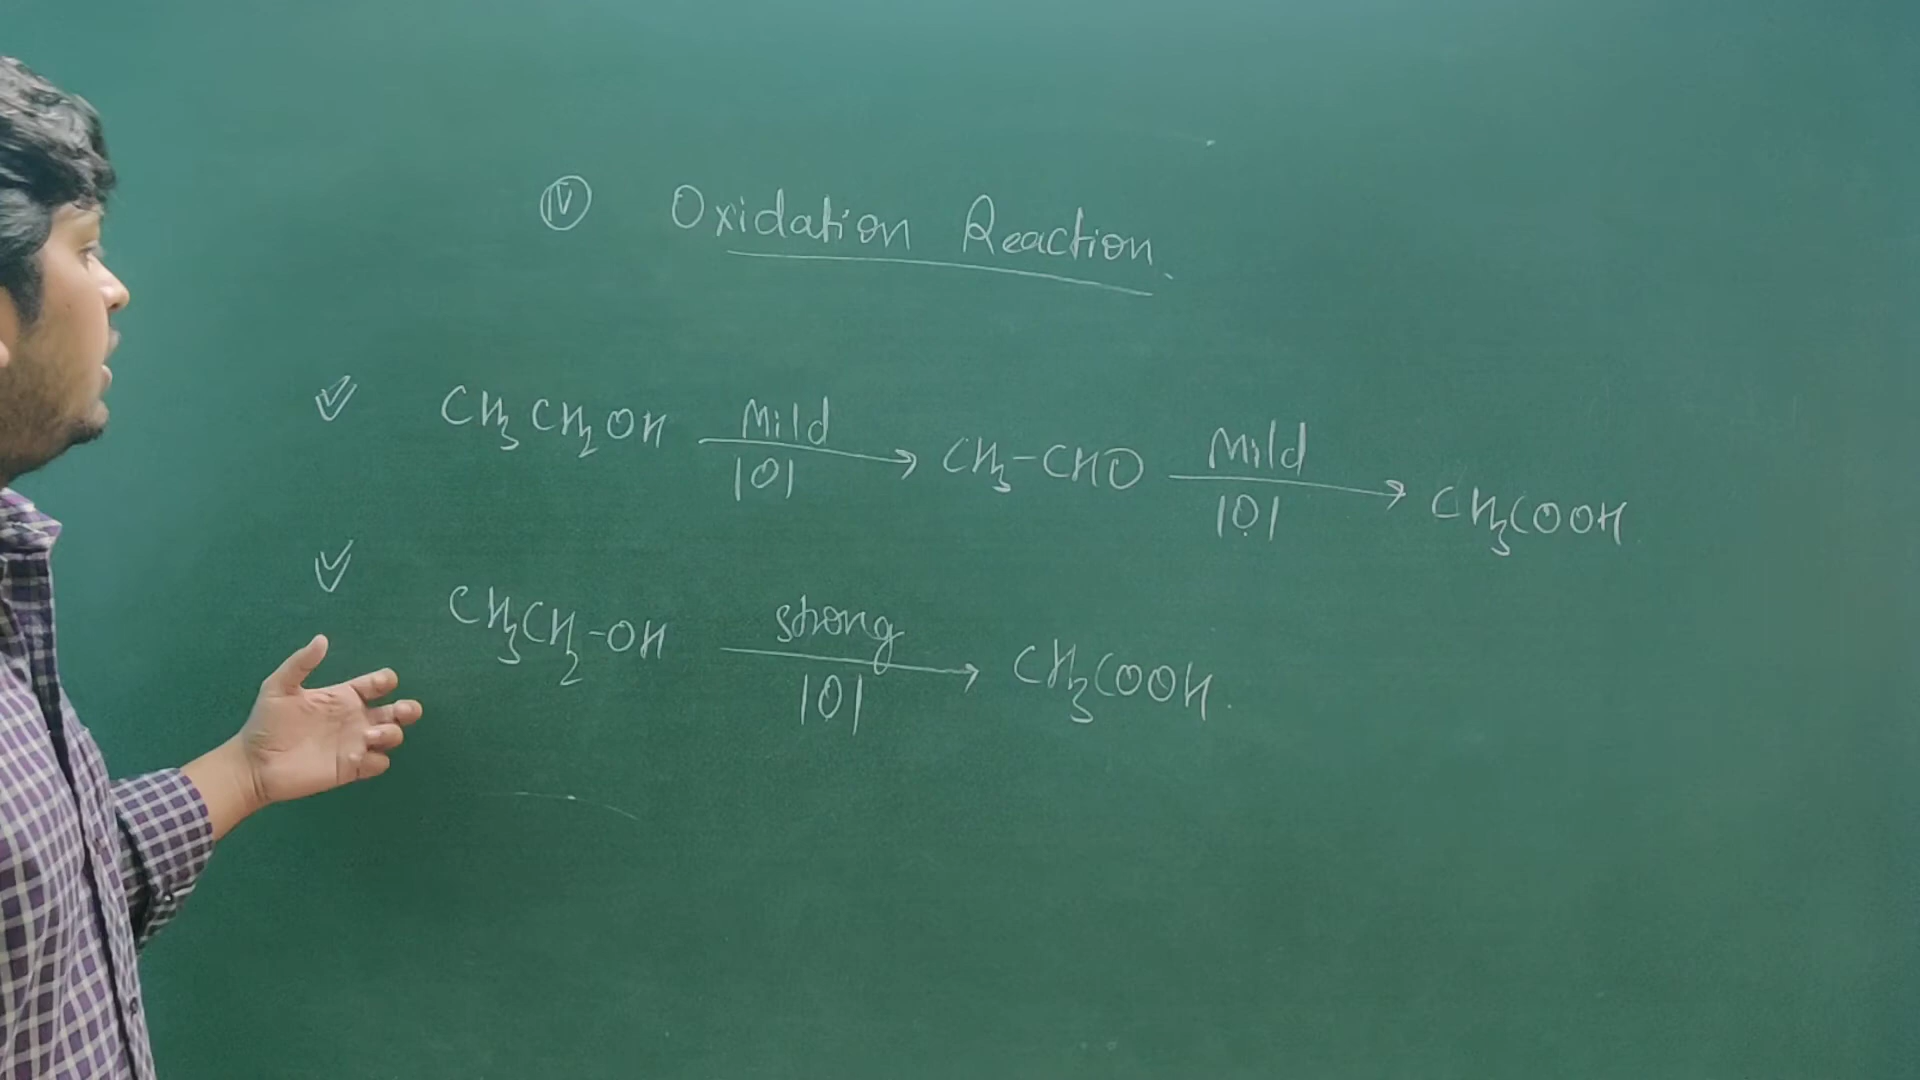 IV Oxidation Reaction.
CH3CH2OH Mild |O| → CH3-CHO Mild |O| → CH3COOH
CH3CH2-OH strong |O| → CH3COOH.